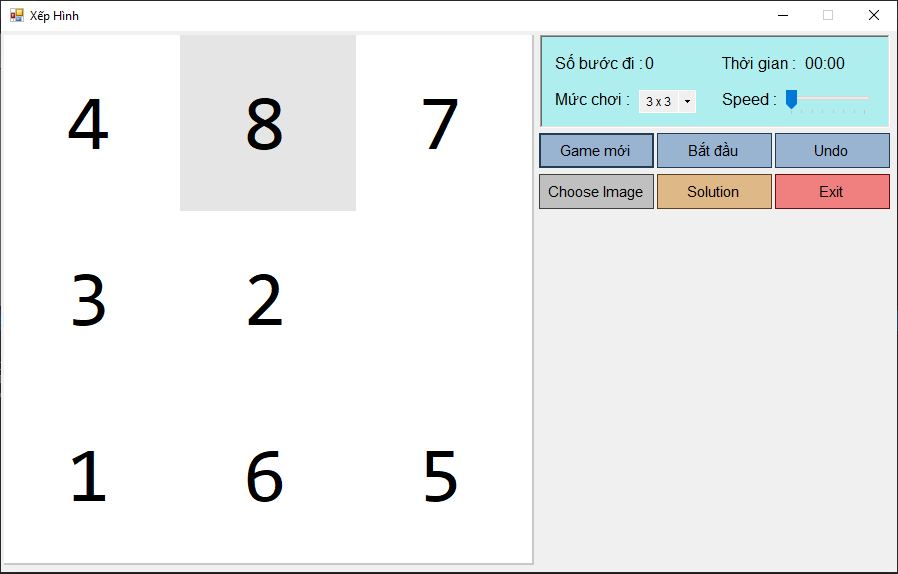 Xếp Hình
4 8 7
3 2
1 6 5
Số bước đi : 0 Thời gian : 00:00
Mức chơi : 3 x 3 Speed :
Game mới Bắt đầu Undo
Choose Image Solution Exit